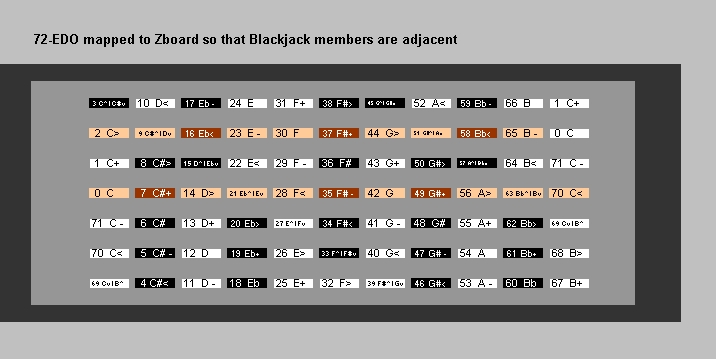 72-EDO mapped to Zboard so that Blackjack members are adjacent
3 C^|C#v 10 D< 17 Eb- 24 E 31 F+ 38 F#> 45 G^|G#v 52 A< 59 Bb- 66 B 1 C+
2 C> 9 C#^|Dv 16 Eb< 23 E- 30 F 37 F#+ 44 G> 51 G#^|Av 58 Bb< 65 B- 0 C
1 C+ 8 C#> 15 D^|Ebv 22 E< 29 F- 36 F# 43 G+ 50 G#> 57 A^|Bbv 64 B< 71 C-
0 C 7 C#+ 14 D> 21 Eb^|Ev 28 F< 35 F#- 42 G 49 G#+ 56 A> 63 Bb^|Bv 70 C<
71 C- 6 C# 13 D+ 20 Eb> 27 E^|Fv 34 F#< 41 G- 48 G# 55 A+ 62 Bb> 69 Cv|B^
70 C< 5 C#- 12 D 19 Eb+ 26 E> 33 F^|F#v 40 G< 47 G#- 54 A 61 Bb+ 68 B>
69 Cv|B^ 4 C#< 11 D- 18 Eb 25 E+ 32 F> 39 F#^|Gv 46 G#< 53 A- 60 Bb 67 B+